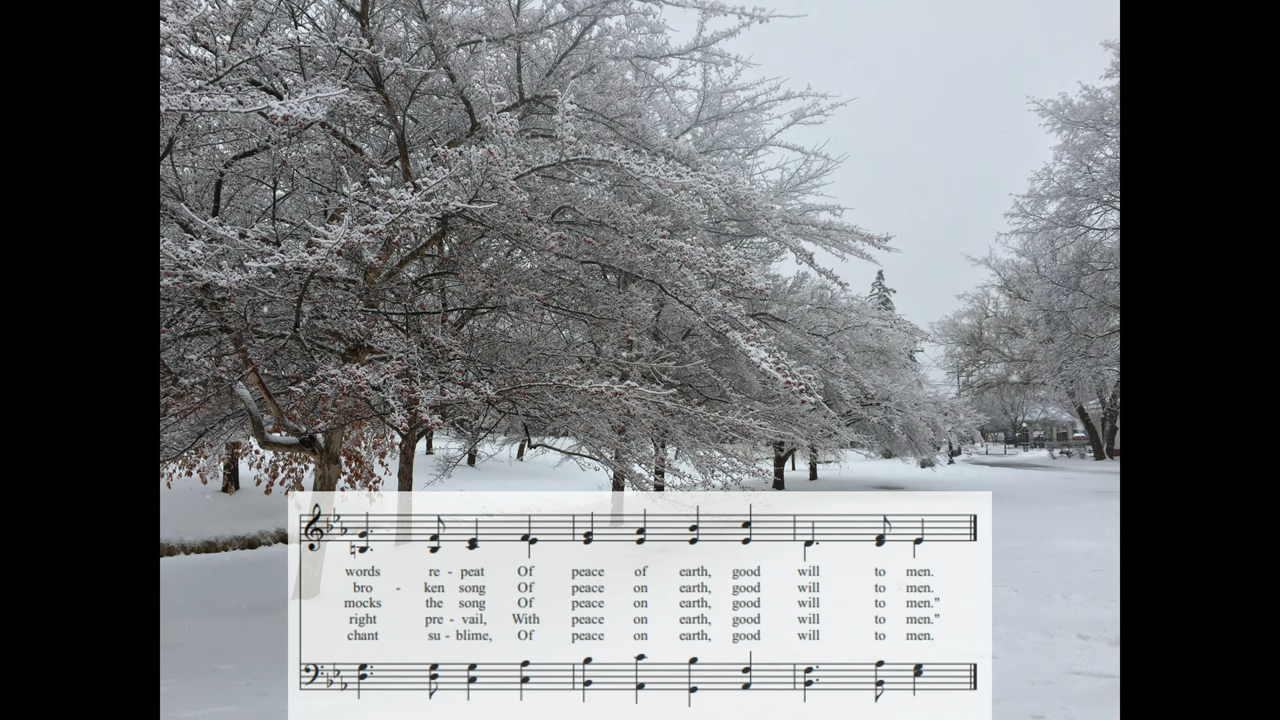 words re - peat Of peace of earth, good will to men.
bro - ken song Of peace on earth, good will to men.
mocks the song Of peace on earth, good will to men."
right pre - vail, With peace on earth, good will to men."
chant su - blime, Of peace on earth, good will to men.